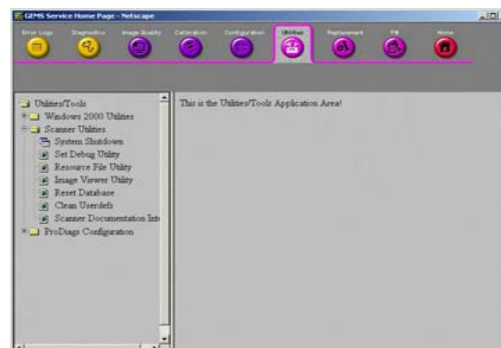 GEMS Service Home Page - Netscape
Error Logs Diagnostics Image Quality Calibration Configuration Utilities Replacement PM Home
Utilities/Tools
Windows 2000 Utilities
Scanner Utilities
System Shutdown
Set Debug Utility
Resource File Utility
Image Viewer Utility
Reset Database
Clean Userdefs
Scanner Documentation Inte
ProDiags Configuration
This is the Utilities/Tools Application Area!